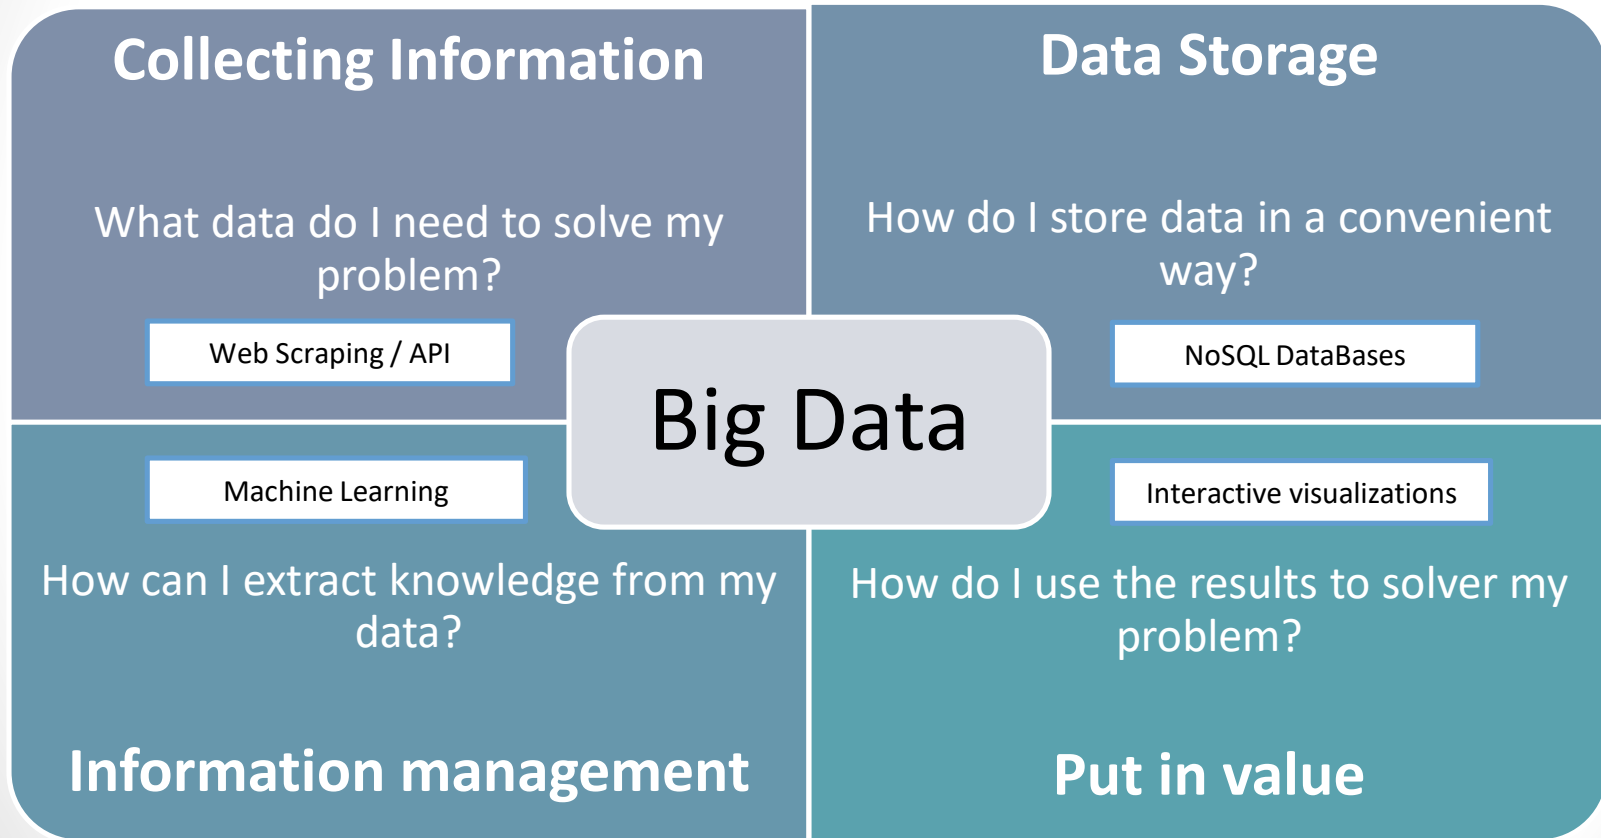 Collecting Information
What data do I need to solve my
problem?
Web Scraping / API
Data Storage
How do I store data in a convenient
way?
NoSQL DataBases
Big Data
Machine Learning
How can I extract knowledge from my
data?
Information management
Interactive visualizations
How do I use the results to solver my
problem?
Put in value